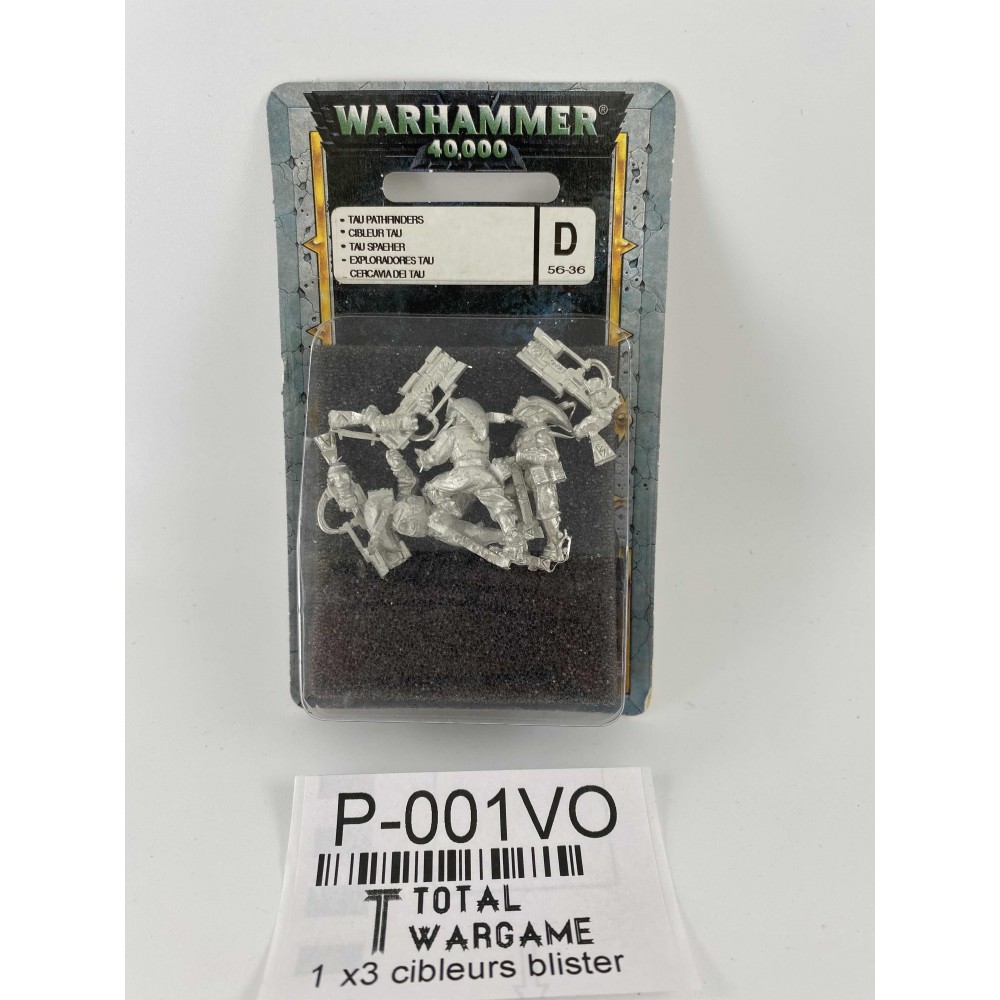 WARHAMMER®
40,000
• TAU PATHFINDERS
• CIBLEUR TAU
• TAU SPAEHER
- EXPLORADORES TAU
CERCAVIA DEI TAU
D
56-36
P-001VO
T TOTAL
WARGAME
1 x3 cibleurs blister